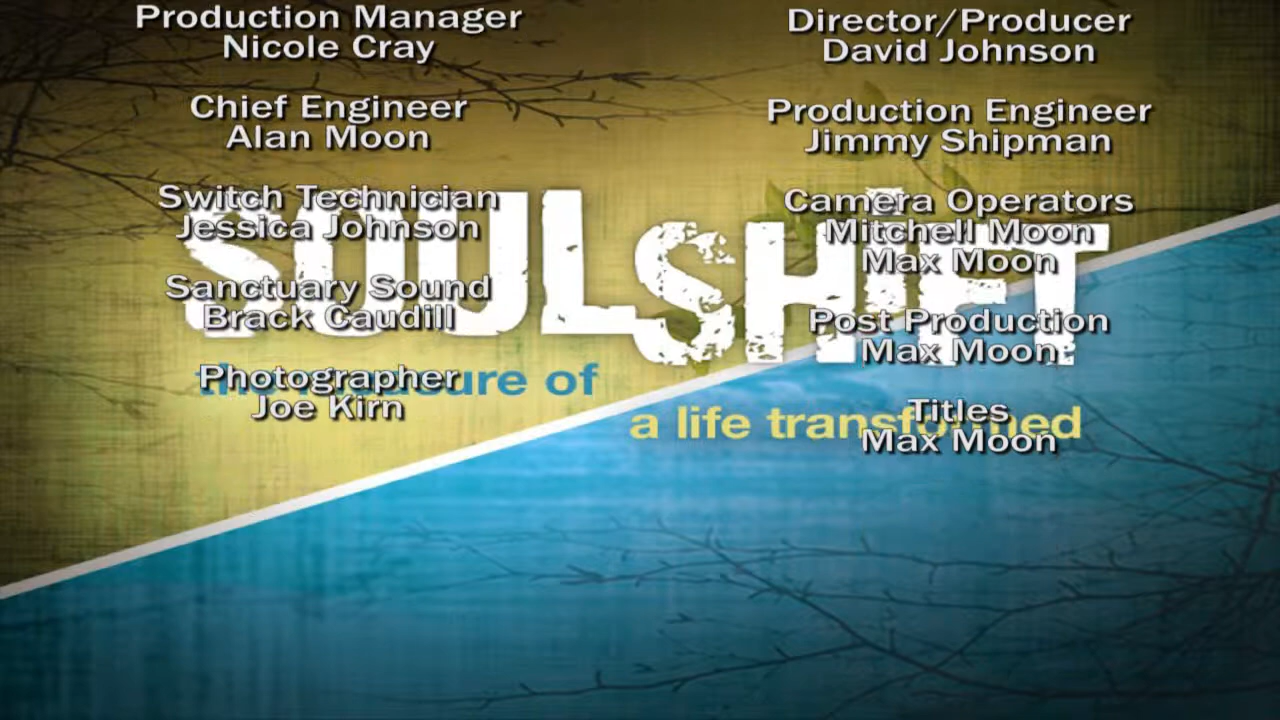 Production Manager
Nicole Cray
Chief Engineer
Alan Moon
Switch Technician
Jessica Johnson
Sanctuary Sound
Brack Caudill
Photographer
Joe Kirn
Director/Producer
David Johnson
Production Engineer
Jimmy Shipman
Camera Operators
Mitchell Moon
Max Moon
Post Production
Max Moon
Titles
Max Moon
SOULSHIFT
the measure of
a life transformed